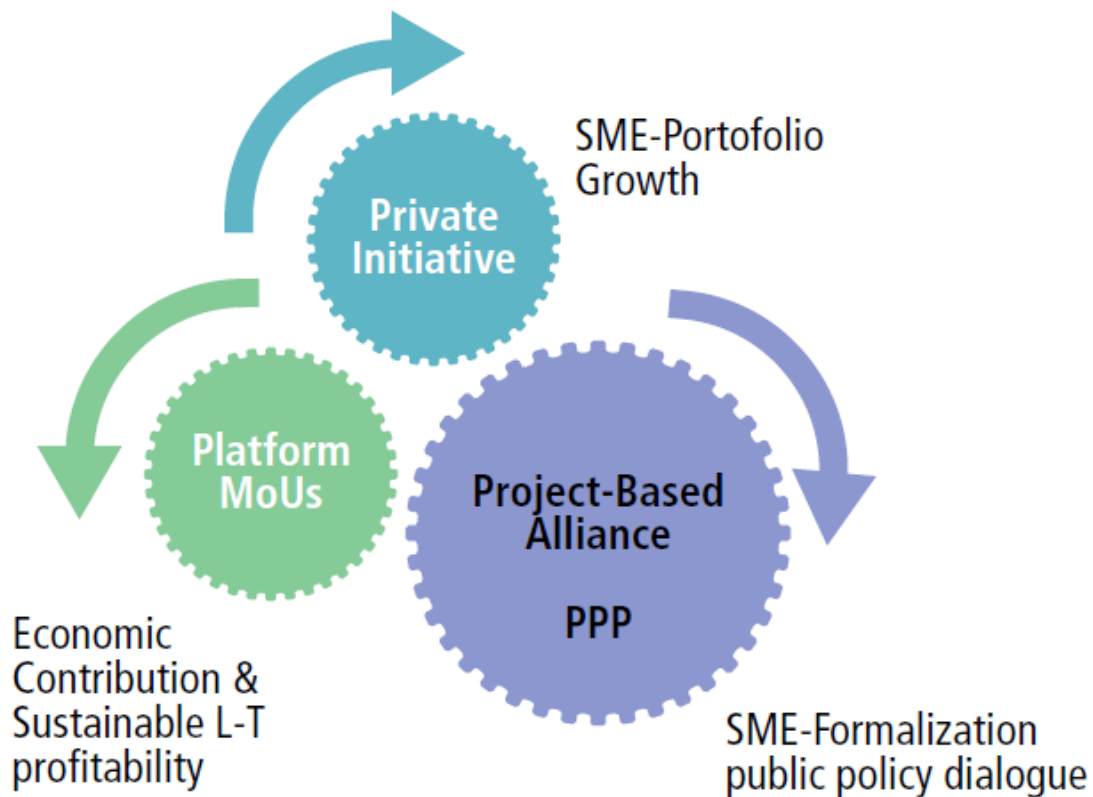 SME-Portofolio
Growth
Private
Initiative
Platform
MoUs
Project-Based
Alliance
PPP
Economic
Contribution &
Sustainable L-T
profitability
SME-Formalization
public policy dialogue